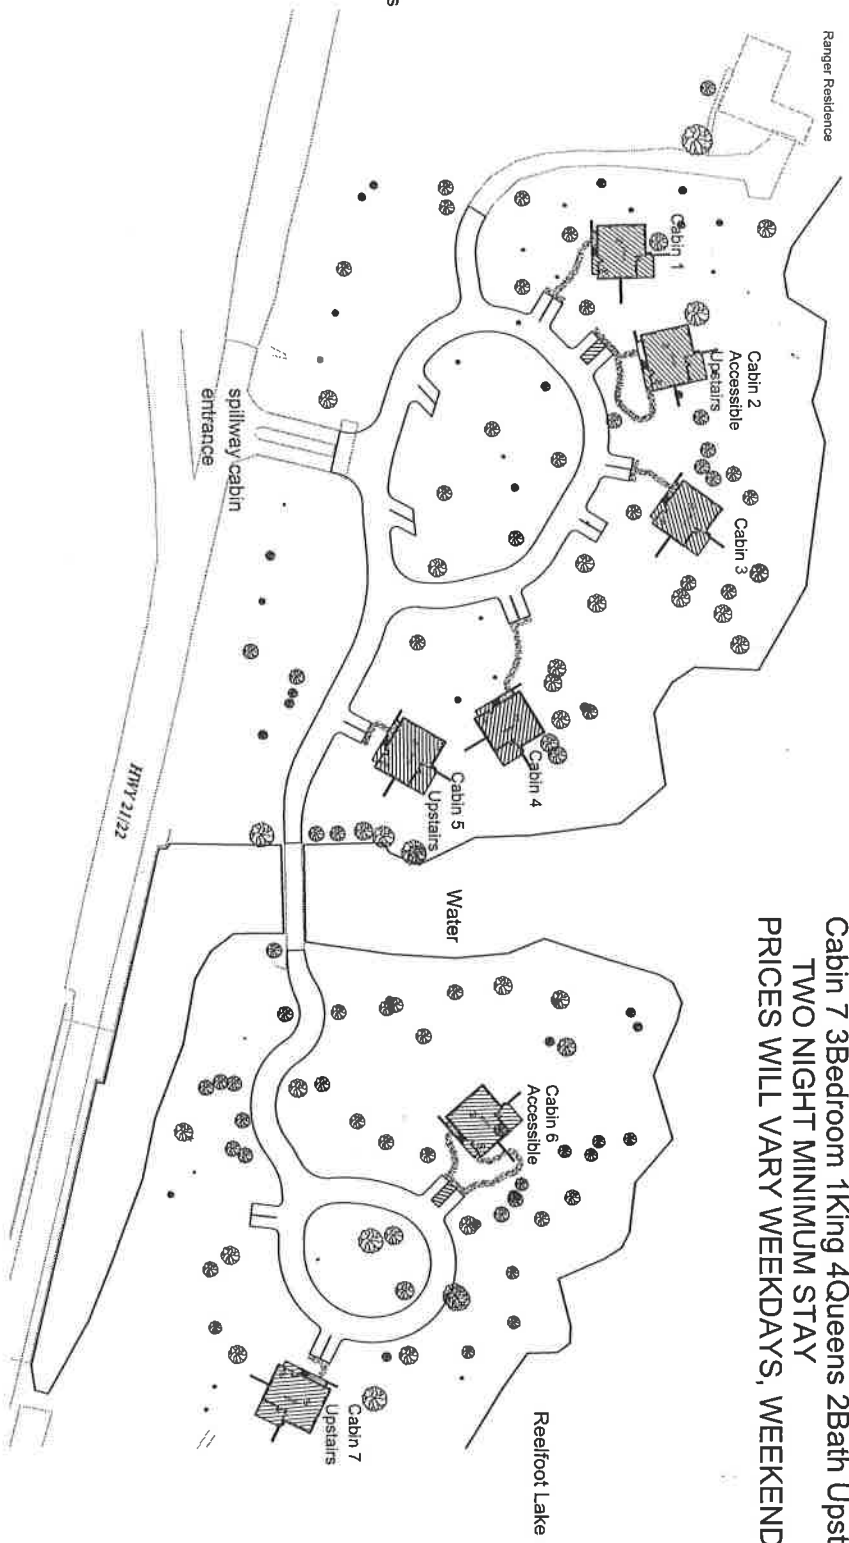 Cabin 7 3Bedroom 1King 4Queens 2Bath Upst
TWO NIGHT MINIMUM STAY
PRICES WILL VARY WEEKDAYS, WEEKEND
Ranger Residence
Cabin 1
Cabin 2
Accessible
Upstairs
Cabin 3
Cabin 4
Cabin 5
Upstairs
Water
Cabin 6
Accessible
Cabin 7
Upstairs
Reelfoot Lake
spillway cabin
entrance
HWY 21/22
s